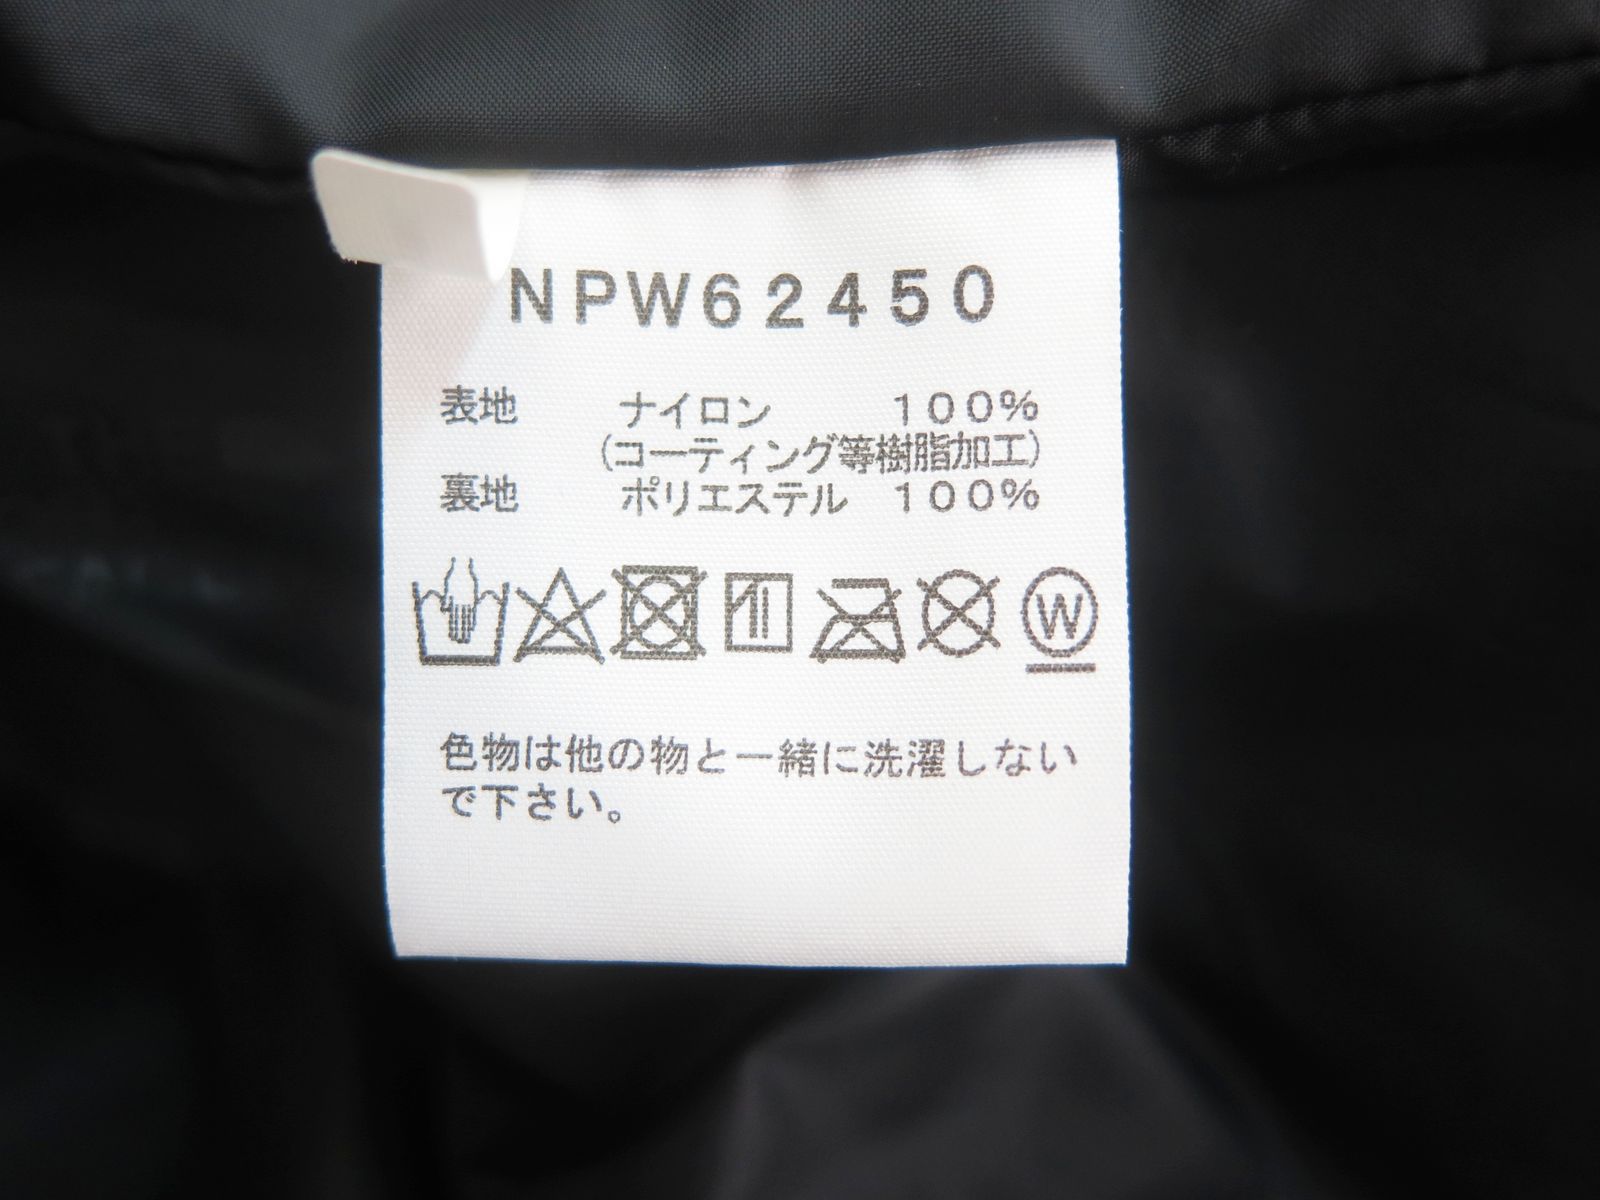 NPW62450
表地 ナイロン 100%
(コーティング等樹脂加工)
裏地 ポリエステル 100%
W
色物は他の物と一緒に洗濯しない
で下さい。